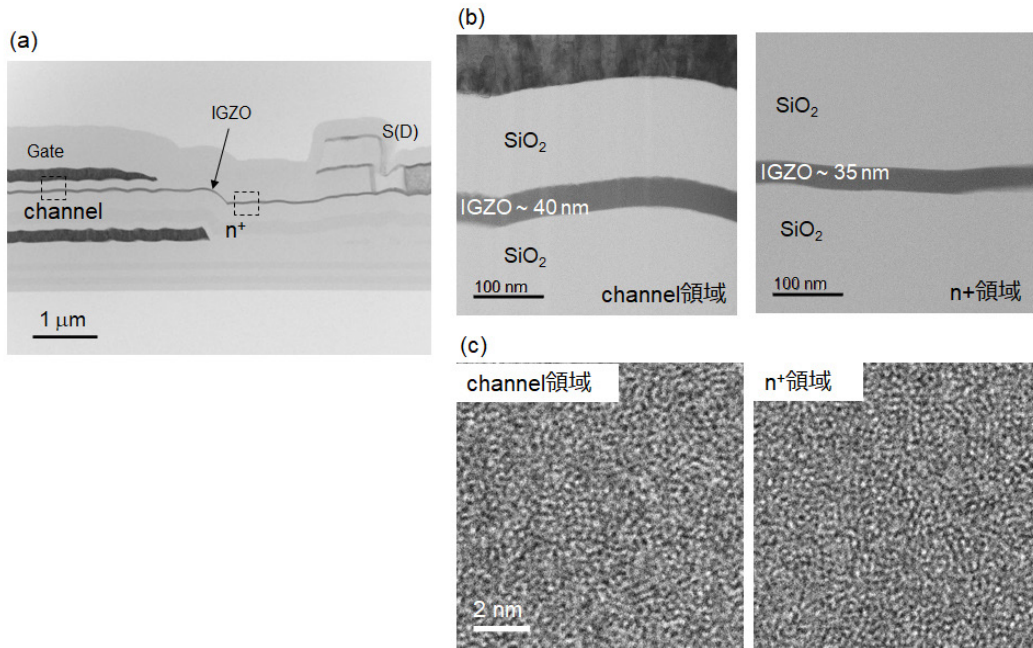 (a)
IGZO
S(D)
Gate
channel
n⁺
1 μm
(b)
SiO₂
IGZO ~ 40 nm
SiO₂
100 nm
channel領域
SiO₂
IGZO ~ 35 nm
SiO₂
100 nm
n+領域
(c)
channel領域
2 nm
n⁺領域